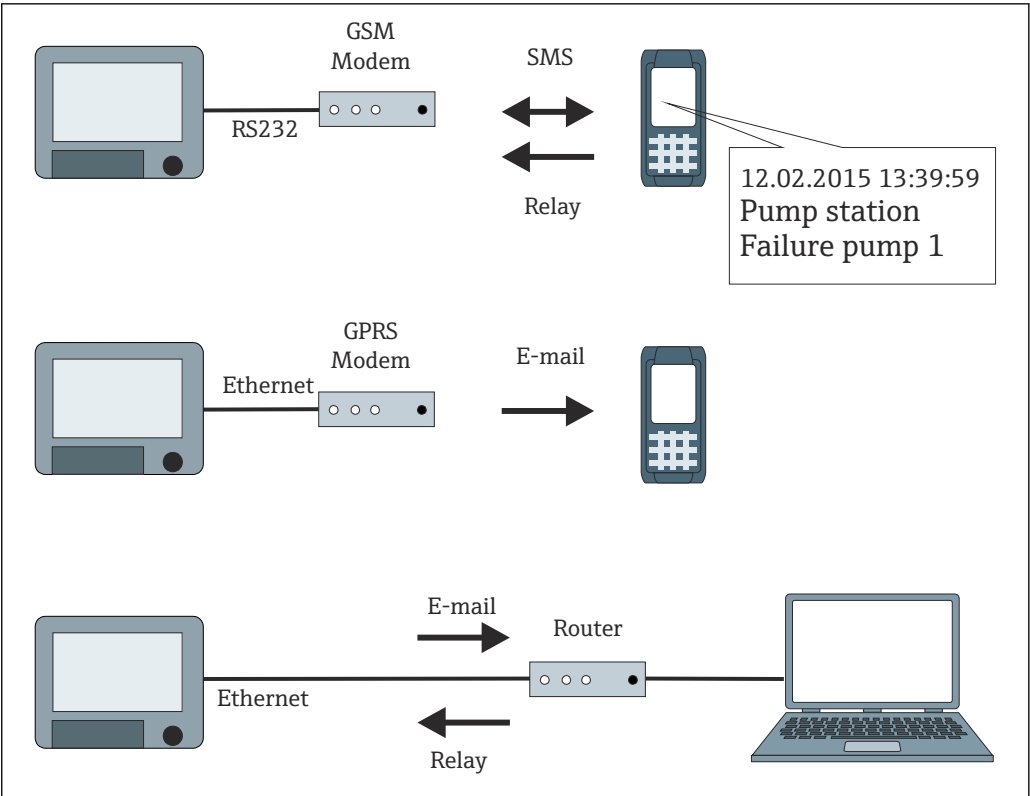 GSM
Modem
SMS
RS232
Relay
12.02.2015 13:39:59
Pump station
Failure pump 1
GPRS
Modem
E-mail
Ethernet
E-mail
Router
Ethernet
Relay